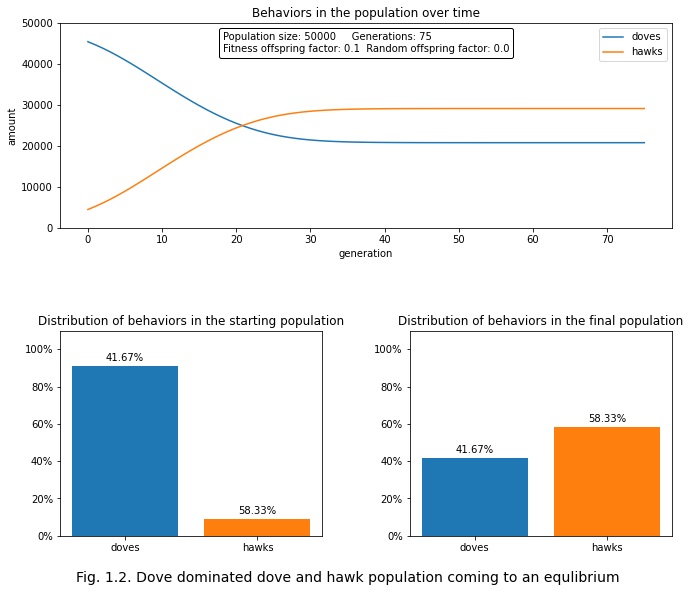 Behaviors in the population over time
Population size: 50000     Generations: 75
Fitness offspring factor: 0.1  Random offspring factor: 0.0
doves
hawks
50000
40000
30000
20000
10000
0
amount
0 10 20 30 40 50 60 70
generation
Distribution of behaviors in the starting population
100%
80%
60%
40%
20%
0%
41.67%
58.33%
doves hawks
Distribution of behaviors in the final population
100%
80%
60%
40%
20%
0%
58.33%
41.67%
doves hawks
Fig. 1.2. Dove dominated dove and hawk population coming to an equlibrium